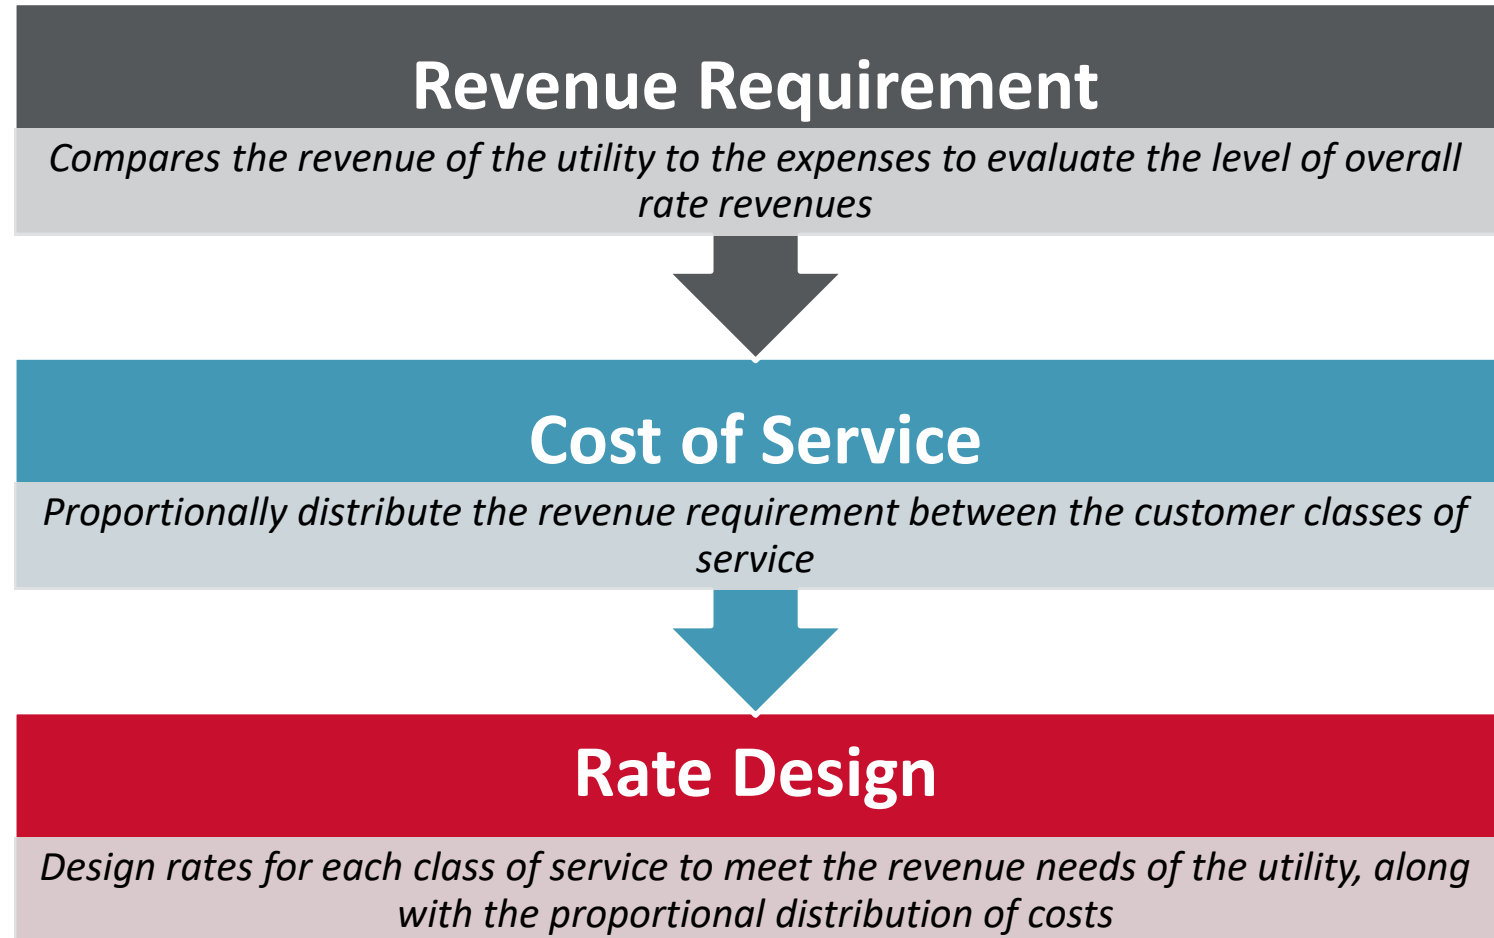 Revenue Requirement
Compares the revenue of the utility to the expenses to evaluate the level of overall
rate revenues
Cost of Service
Proportionally distribute the revenue requirement between the customer classes of
service
Rate Design
Design rates for each class of service to meet the revenue needs of the utility, along
with the proportional distribution of costs